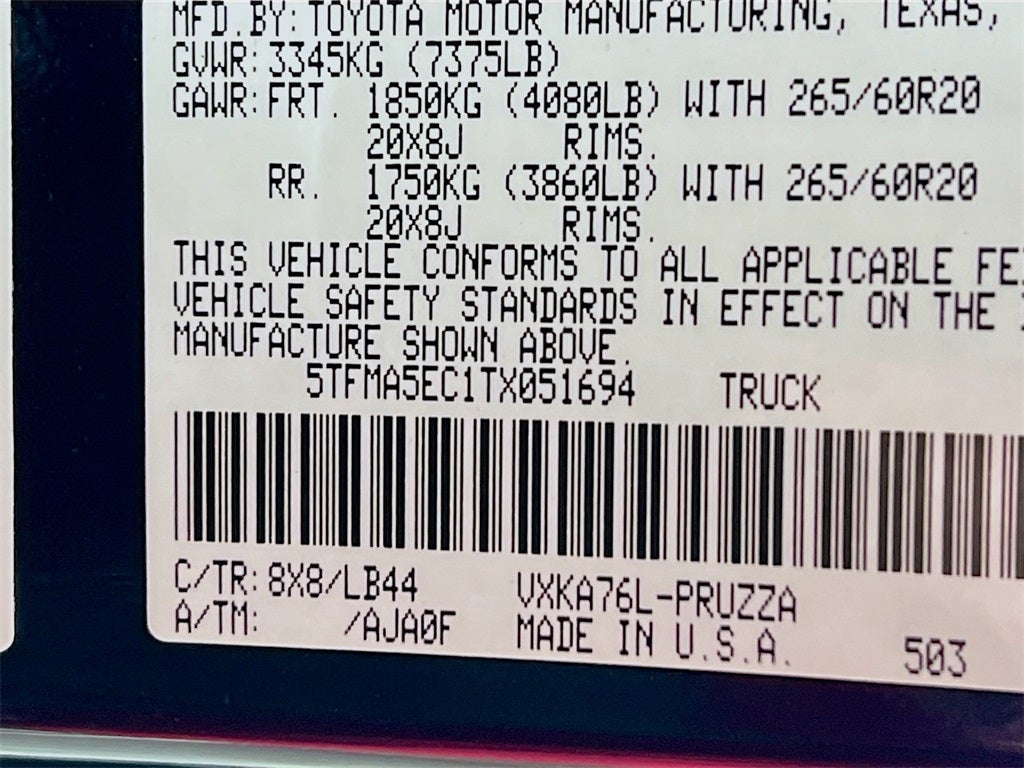 MFD.BY:TOYOTA MOTOR MANUFACTURING, TEXAS,
GVWR:3345KG (7375LB)
GAWR:FRT. 1850KG (4080LB) WITH 265/60R20
20X8J RIMS.
RR. 1750KG (3860LB) WITH 265/60R20
20X8J RIMS.
THIS VEHICLE CONFORMS TO ALL APPLICABLE FE
VEHICLE SAFETY STANDARDS IN EFFECT ON THE
MANUFACTURE SHOWN ABOVE.
5TFMA5EC1TX051694 TRUCK
C/TR:8X8/LB44 VXKA76L-PRUZZA
A/TM: /AJA0F MADE IN U.S.A. 503